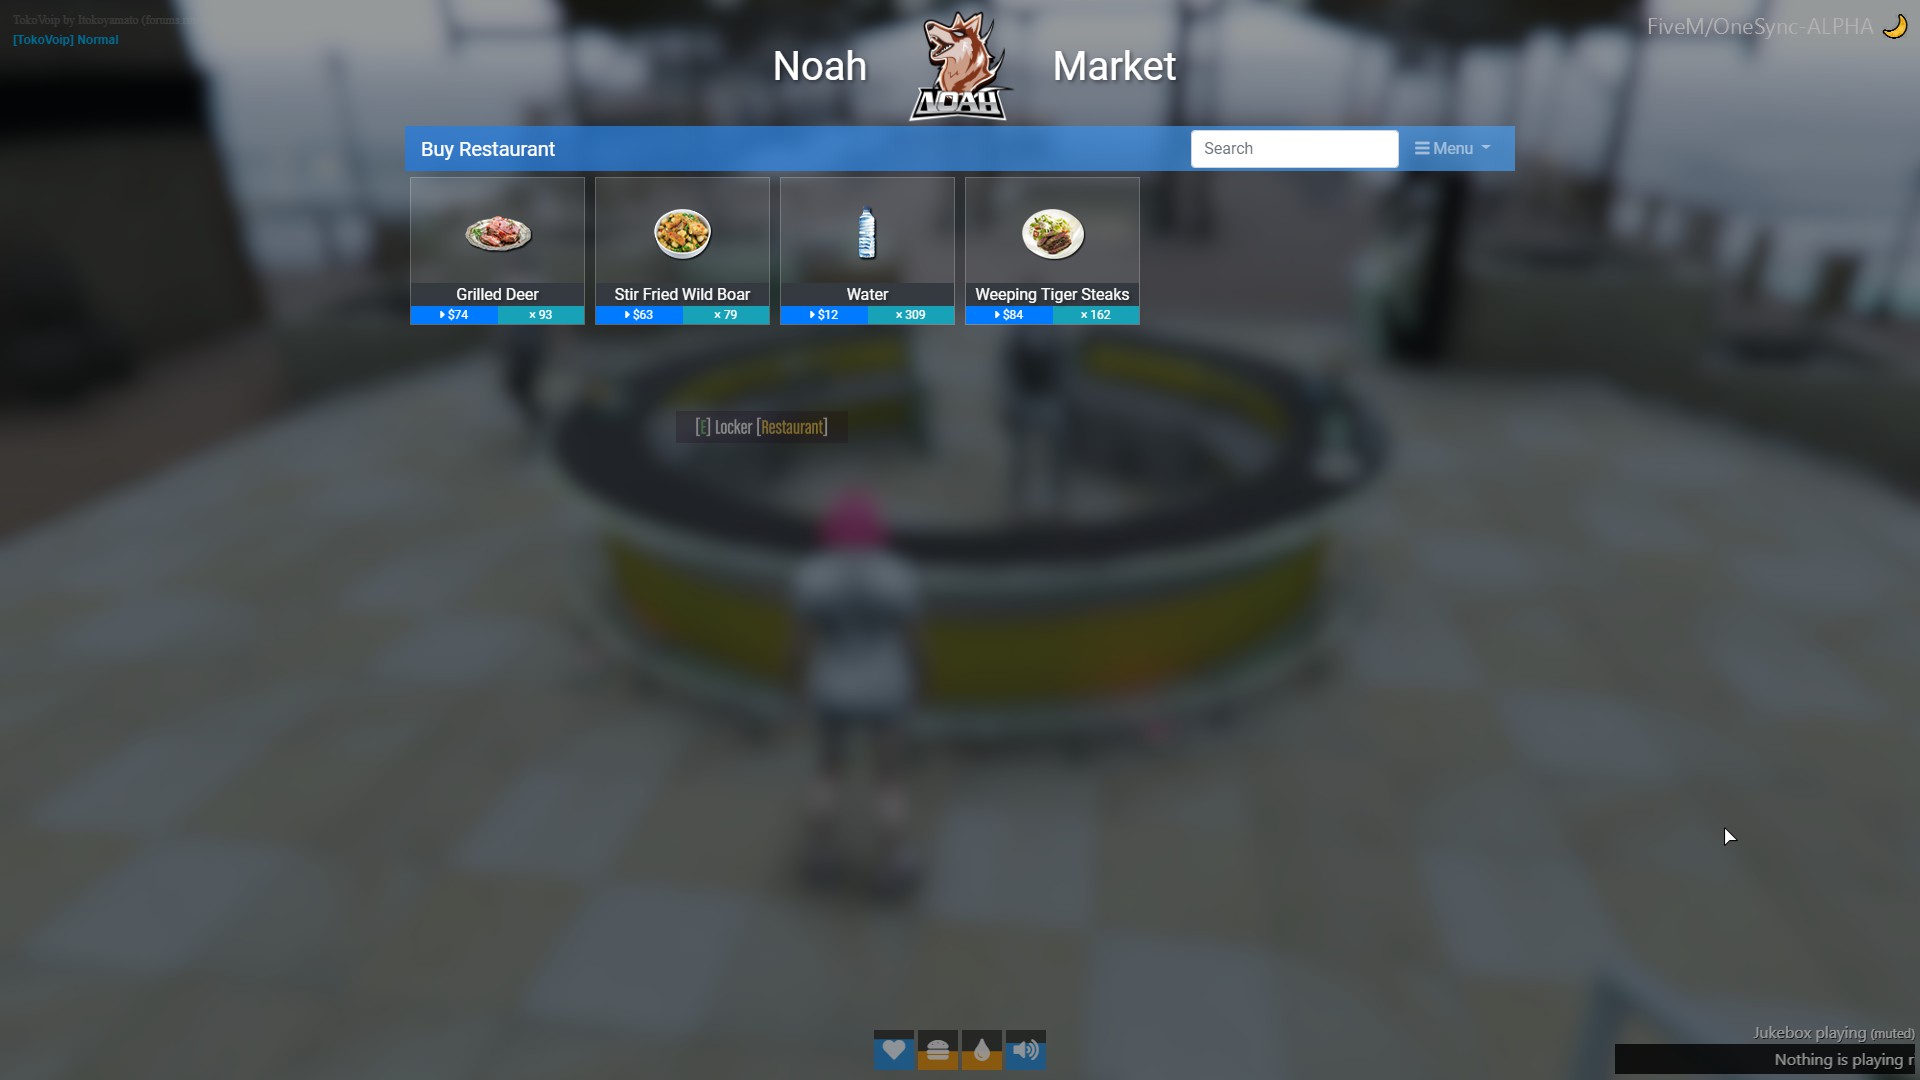 TokoVoip by Itokoyamato (forums.
[TokoVoip] Normal
FiveM/OneSync-ALPHA
Noah
NOAH
Market
Buy Restaurant
Search
Menu
Grilled Deer
$74
× 93
Stir Fried Wild Boar
$63
× 79
Water
$12
× 309
Weeping Tiger Steaks
$84
× 162
[E] Locker [Restaurant]
Jukebox playing (muted)
Nothing is playing r